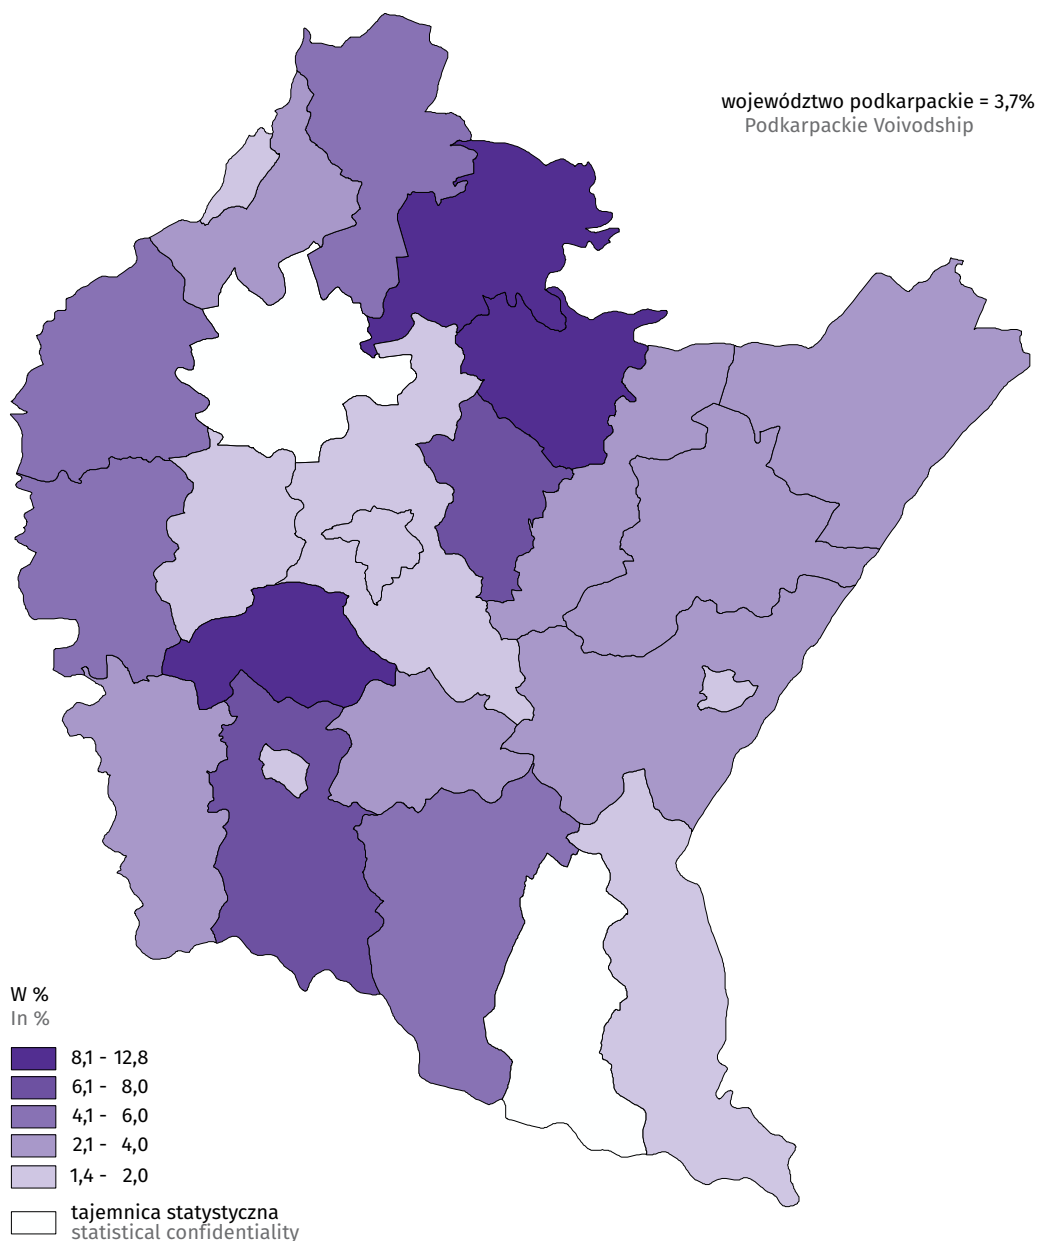 województwo podkarpackie = 3,7%
Podkarpackie Voivodship
W %
In %
8,1 - 12,8
6,1 - 8,0
4,1 - 6,0
2,1 - 4,0
1,4 - 2,0
tajemnica statystyczna
statistical confidentiality